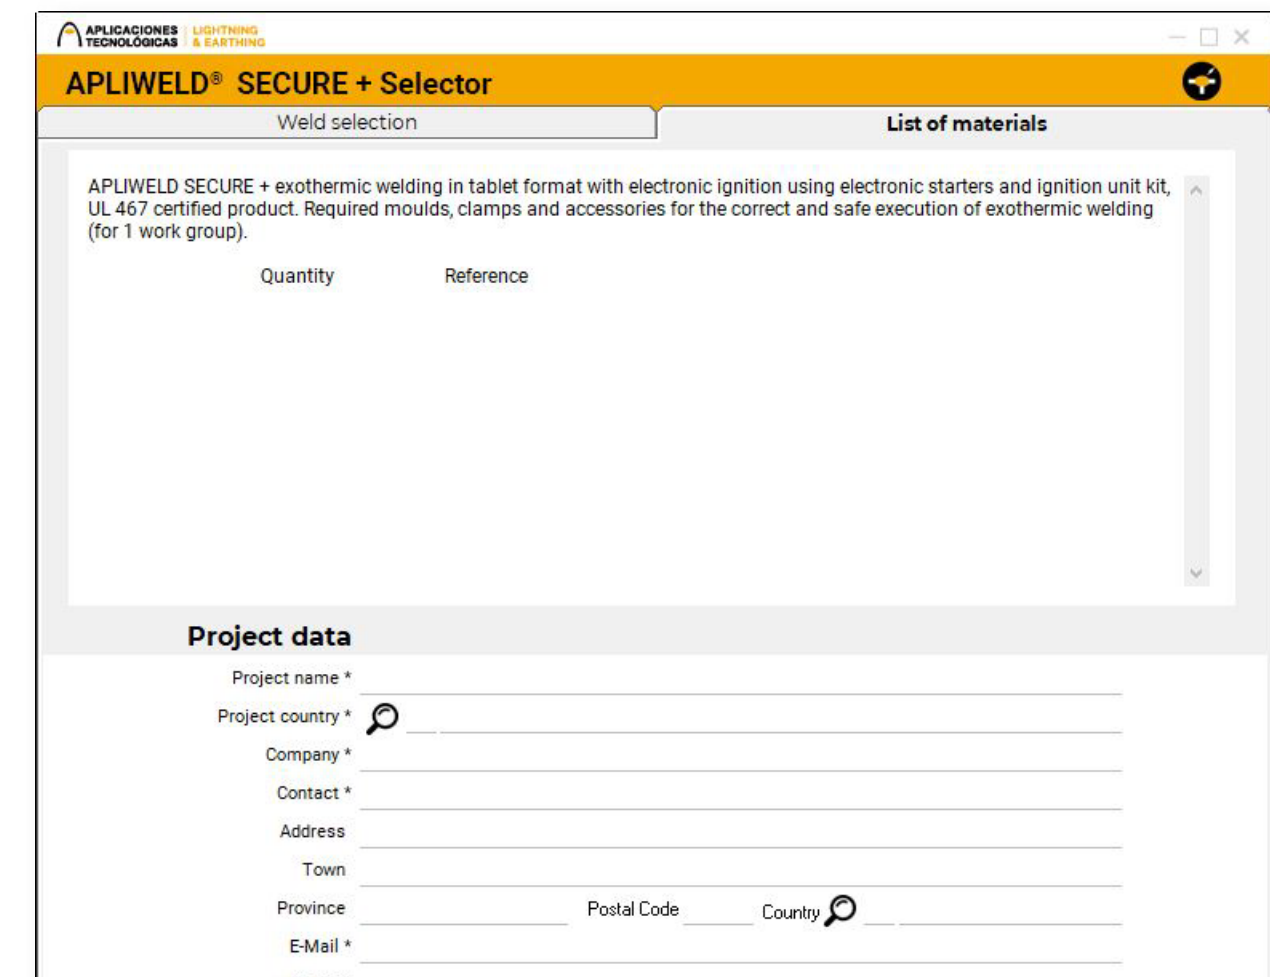 APLICACIONES
TECNOLÓGICAS
LIGHTNING
& EARTHING
APLIWELD® SECURE + Selector
Weld selection
List of materials
APLIWELD SECURE + exothermic welding in tablet format with electronic ignition using electronic starters and ignition unit kit,
UL 467 certified product. Required moulds, clamps and accessories for the correct and safe execution of exothermic welding
(for 1 work group).
Quantity Reference
Project data
Project name *
Project country *
Company *
Contact *
Address
Town
Province Postal Code Country
E-Mail *